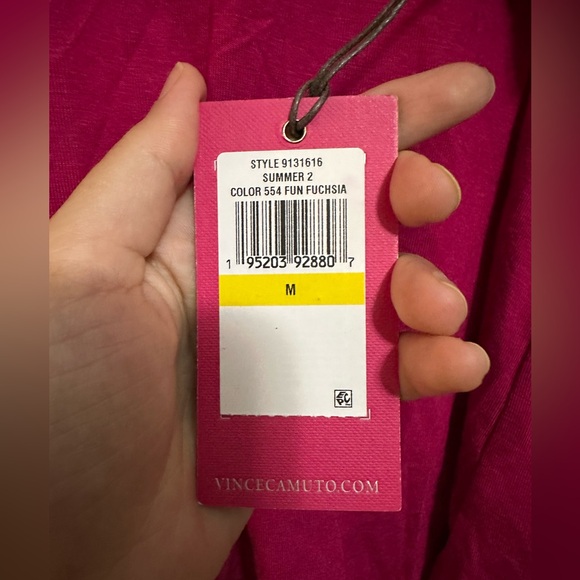 STYLE 9131616
SUMMER 2
COLOR 554 FUN FUCHSIA
1 95203 92880 7
M
VINCECAMUTO.COM